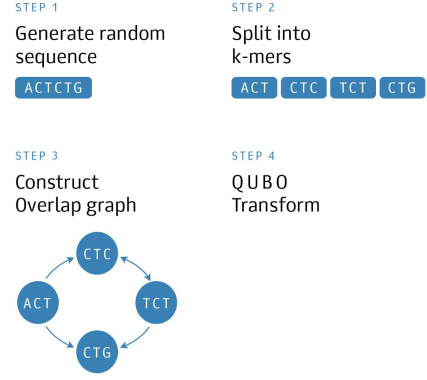 STEP 1
Generate random
sequence
ACTCTG
STEP 2
Split into
k-mers
ACT CTC TCT CTG
STEP 3
Construct
Overlap graph
CTC
ACT
TCT
CTG
STEP 4
QUBO
Transform